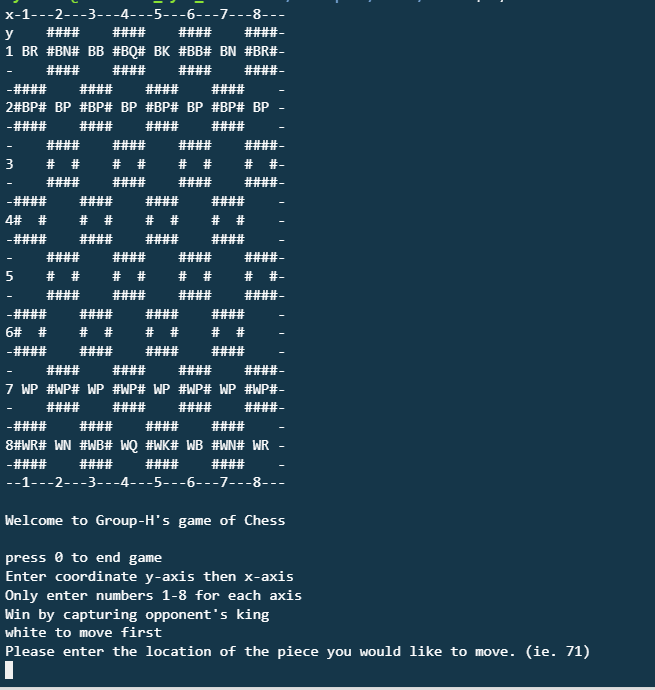 x-1---2---3---4---5---6---7---8---
y    ####    ####    ####    ####-
1 BR #BN# BB #BQ# BK #BB# BN #BR#-
-    ####    ####    ####    ####-
-####    ####    ####    ####    -
2#BP# BP #BP# BP #BP# BP #BP# BP -
-####    ####    ####    ####    -
-    ####    ####    ####    ####-
3    #  #    #  #    #  #    #  #-
-    ####    ####    ####    ####-
-####    ####    ####    ####    -
4#  #    #  #    #  #    #  #    -
-####    ####    ####    ####    -
-    ####    ####    ####    ####-
5    #  #    #  #    #  #    #  #-
-    ####    ####    ####    ####-
-####    ####    ####    ####    -
6#  #    #  #    #  #    #  #    -
-####    ####    ####    ####    -
-    ####    ####    ####    ####-
7 WP #WP# WP #WP# WP #WP# WP #WP#-
-    ####    ####    ####    ####-
-####    ####    ####    ####    -
8#WR# WN #WB# WQ #WK# WB #WN# WR -
-####    ####    ####    ####    -
--1---2---3---4---5---6---7---8---
Welcome to Group-H's game of Chess
press 0 to end game
Enter coordinate y-axis then x-axis
Only enter numbers 1-8 for each axis
Win by capturing opponent's king
white to move first
Please enter the location of the piece you would like to move. (ie. 71)